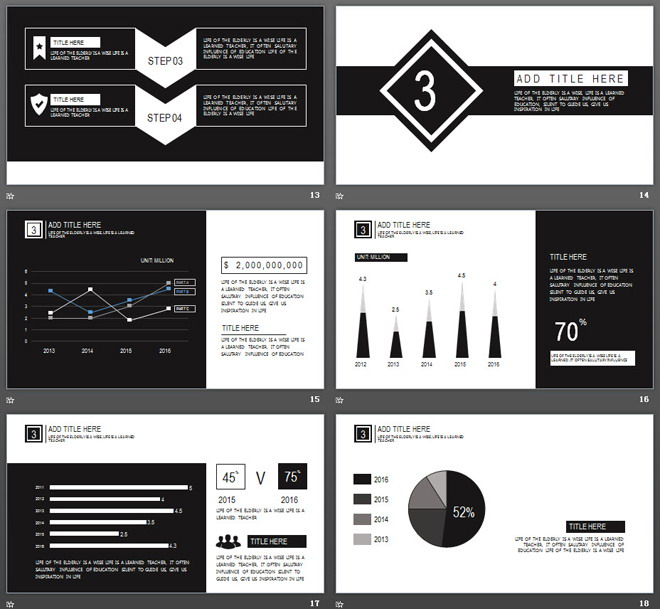 TITLE HERE
LIFE OF THE ELDERLY IS A WISE LIFE IS A
LEARNED TEACHER
STEP 03
LIFE OF THE ELDERLY IS A WISE LIFE IS A
LEARNED TEACHER, IT OFTEN SALUTARY
INFLUENCE OF EDUCATION LIFE OF THE
ELDERLY IS A WISE LIFE
TITLE HERE
LIFE OF THE ELDERLY IS A WISE LIFE IS A
LEARNED TEACHER
STEP 04
LIFE OF THE ELDERLY IS A WISE LIFE IS A
LEARNED TEACHER, IT OFTEN SALUTARY
INFLUENCE OF EDUCATION LIFE OF THE
ELDERLY IS A WISE LIFE
13
3
ADD TITLE HERE
LIFE OF THE ELDERLY IS A WISE, LIFE IS A
LEARNED TEACHER, IT OFTEN SALUTARY
INFLUENCE OF EDUCATION
14
3
ADD TITLE HERE
LIFE OF THE ELDERLY IS A WISE, LIFE IS A LEARNED
TEACHER
UNIT: MILLION
6
5
4
3
2
1
0
2013
2014
2015
2016
PART A
PART B
PART C
$ 2,000,000,000
LIFE OF THE ELDERLY IS A WISE LIFE IS
A LEARNED TEACHER, IT OFTEN
SALUTARY INFLUENCE OF EDUCATION
SILENT TO GUIDE US, GIVE US
INSPIRATION IN LIFE
TITLE HERE
LIFE OF THE ELDERLY IS A WISE LIFE IS
A LEARNED TEACHER, IT OFTEN
SALUTARY INFLUENCE OF EDUCATION
15
3
ADD TITLE HERE
LIFE OF THE ELDERLY IS A WISE, LIFE IS A LEARNED
TEACHER
UNIT: MILLION
4.3
2.5
3.5
4.5
4
2012
2013
2014
2015
2016
TITLE HERE
LIFE OF THE ELDERLY IS A WISE LIFE IS
A LEARNED TEACHER, IT OFTEN
SALUTARY INFLUENCE OF EDUCATION
SILENT TO GUIDE US, GIVE US
INSPIRATION IN LIFE
70%
LIFE OF THE ELDERLY IS A WISE LIFE IS A LEARNED
TEACHER, IT OFTEN SALUTARY INFLUENCE
16
3
ADD TITLE HERE
LIFE OF THE ELDERLY IS A WISE, LIFE IS A LEARNED
TEACHER
5
4
4.5
3.5
2.5
4.3
LIFE OF THE ELDERLY IS A WISE LIFE IS A LEARNED TEACHER, IT OFTEN
SALUTARY INFLUENCE OF EDUCATION SILENT TO GUIDE US, GIVE US
INSPIRATION IN LIFE
45%
V
75%
2015
2016
LIFE OF THE ELDERLY IS A WISE LIFE IS A
LEARNED TEACHER
TITLE HERE
LIFE OF THE ELDERLY IS A WISE LIFE IS A
LEARNED TEACHER, IT OFTEN SALUTARY
INFLUENCE OF EDUCATION SILENT TO
GUIDE US, GIVE US INSPIRATION IN LIFE
17
3
ADD TITLE HERE
LIFE OF THE ELDERLY IS A WISE, LIFE IS A LEARNED
TEACHER
2016
2015
2014
2013
52%
TITLE HERE
LIFE OF THE ELDERLY IS A WISE LIFE IS A LEARNED
TEACHER, IT OFTEN SALUTARY INFLUENCE OF
EDUCATION SILENT TO GUIDE US, GIVE US
INSPIRATION IN LIFE
18